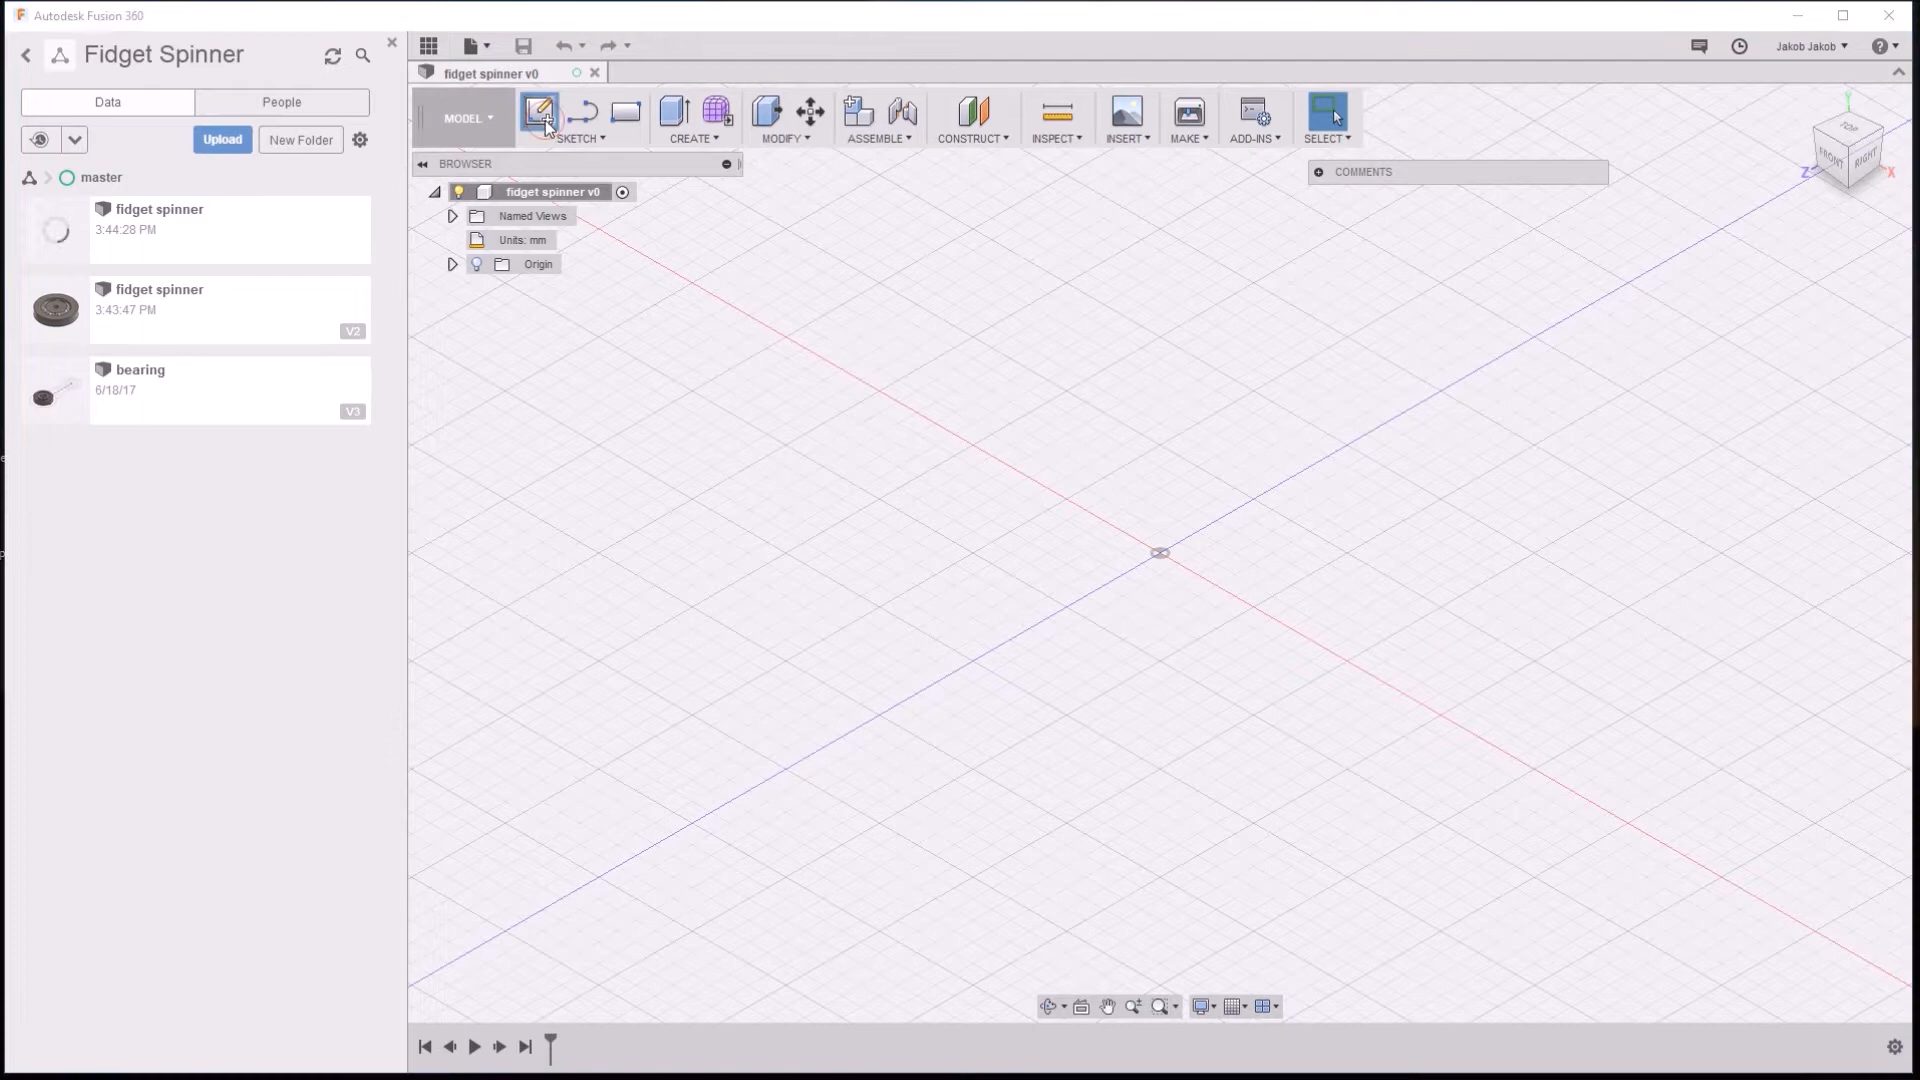 Autodesk Fusion 360
Fidget Spinner
Data
People
Upload
New Folder
master
fidget spinner
3:44:28 PM
fidget spinner
3:43:47 PM
V2
bearing
6/18/17
V3
Jakob Jakob
fidget spinner v0
MODEL
SKETCH
CREATE
MODIFY
ASSEMBLE
CONSTRUCT
INSPECT
INSERT
MAKE
ADD-INS
SELECT
BROWSER
fidget spinner v0
Named Views
Units: mm
Origin
COMMENTS
Y
TOP
FRONT
RIGHT
Z
X